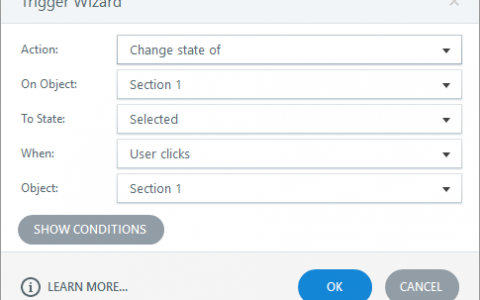 Trigger Wizard
Action: Change state of
On Object: Section 1
To State: Selected
When: User clicks
Object: Section 1
SHOW CONDITIONS
LEARN MORE... OK CANCEL